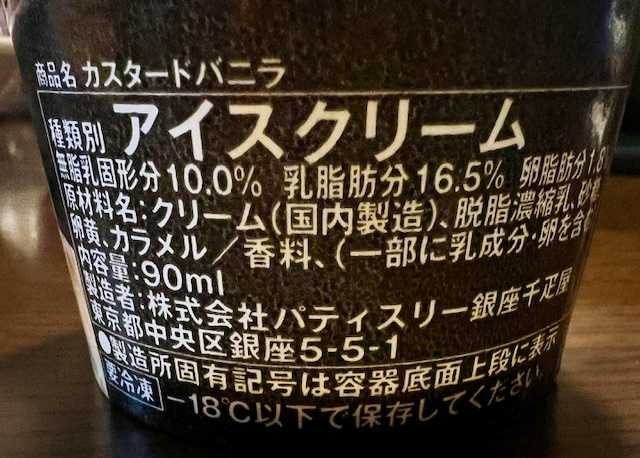 商品名 カスタードバニラ
種類別 アイスクリーム
無脂乳固形分10.0% 乳脂肪分16.5% 卵脂肪分1.8
原材料名:クリーム(国内製造)、脱脂濃縮乳、砂糖
卵黄、カラメル/香料、(一部に乳成分・卵を含む
内容量:90ml
製造者:株式会社パティスリー銀座千疋屋
東京都中央区銀座5-5-1
●製造所固有記号は容器底面上段に表示
要冷凍 -18℃以下で保存してください